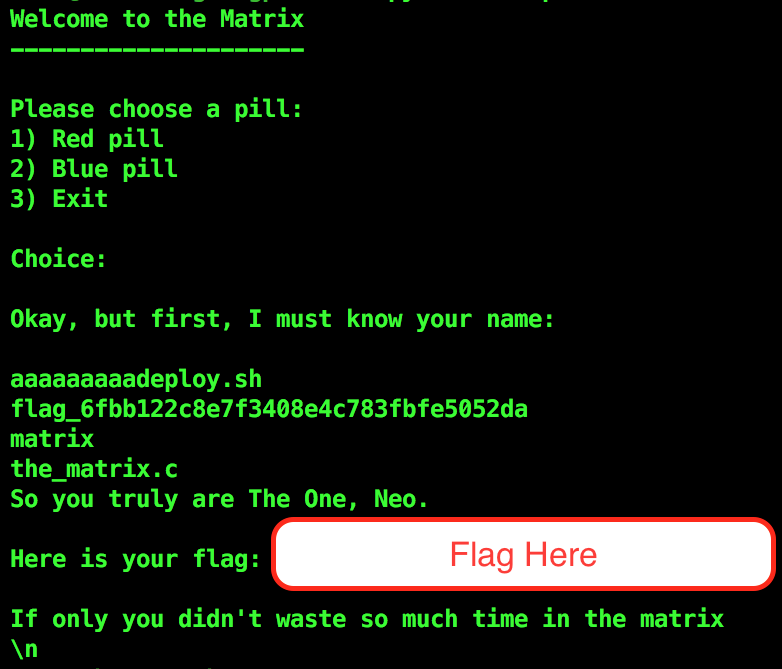 Welcome to the Matrix
---------------------
Please choose a pill:
1) Red pill
2) Blue pill
3) Exit
Choice:
Okay, but first, I must know your name:
aaaaaaaaadeploy.sh
flag_6fbb122c8e7f3408e4c783fbfe5052da
matrix
the_matrix.c
So you truly are The One, Neo.
Here is your flag: Flag Here
If only you didn't waste so much time in the matrix
\n